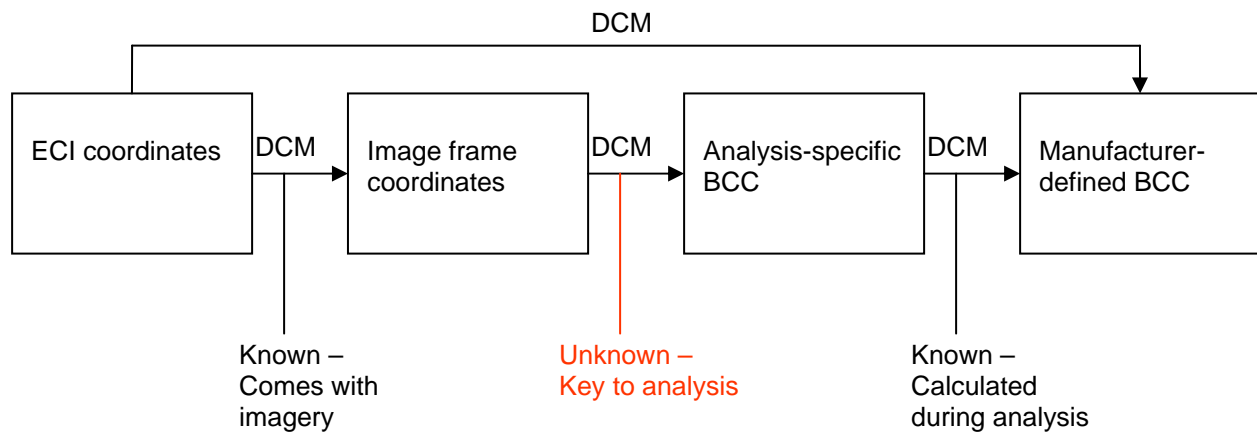 DCM
ECI coordinates
DCM
Image frame
coordinates
DCM
Analysis-specific
BCC
DCM
Manufacturer-
defined BCC
Known –
Comes with
imagery
Unknown –
Key to analysis
Known –
Calculated
during analysis